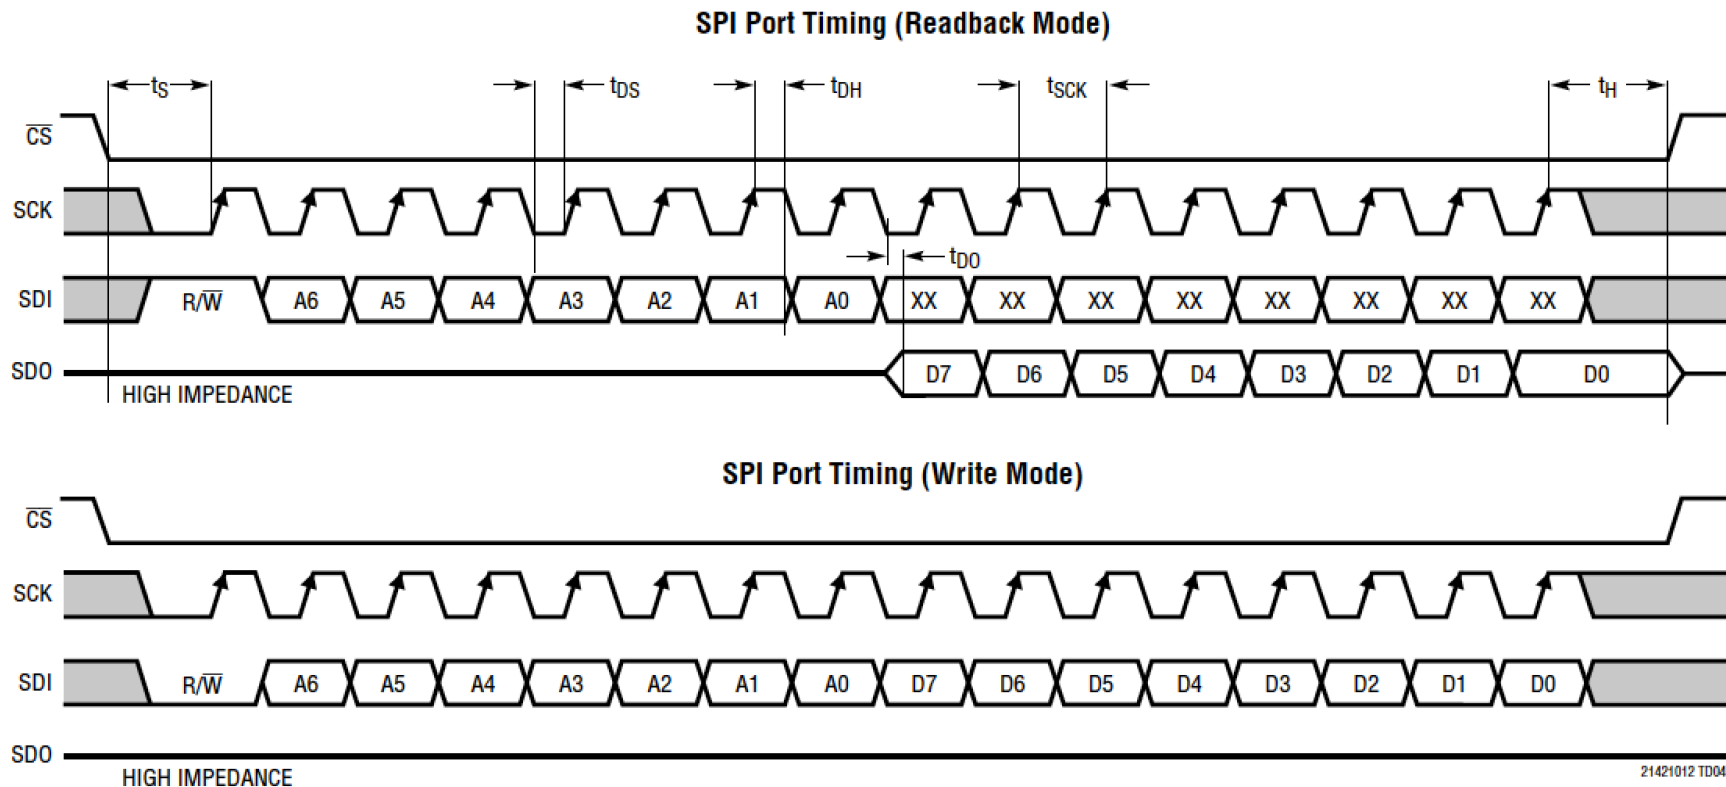 SPI Port Timing (Readback Mode)
tS tDS tDH tSCK tH
CS
SCK
tDO
SDI R/W A6 A5 A4 A3 A2 A1 A0 XX XX XX XX XX XX XX XX
SDO D7 D6 D5 D4 D3 D2 D1 D0
HIGH IMPEDANCE
SPI Port Timing (Write Mode)
CS
SCK
SDI R/W A6 A5 A4 A3 A2 A1 A0 D7 D6 D5 D4 D3 D2 D1 D0
SDO
HIGH IMPEDANCE
21421012 TD04